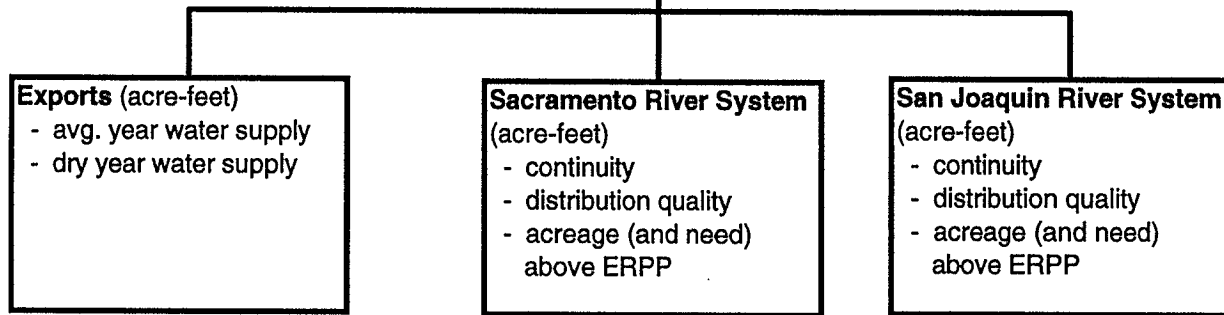 Exports (acre-feet)
- avg. year water supply
- dry year water supply
Sacramento River System
(acre-feet)
- continuity
- distribution quality
- acreage (and need)
above ERPP
San Joaquin River System
(acre-feet)
- continuity
- distribution quality
- acreage (and need)
above ERPP